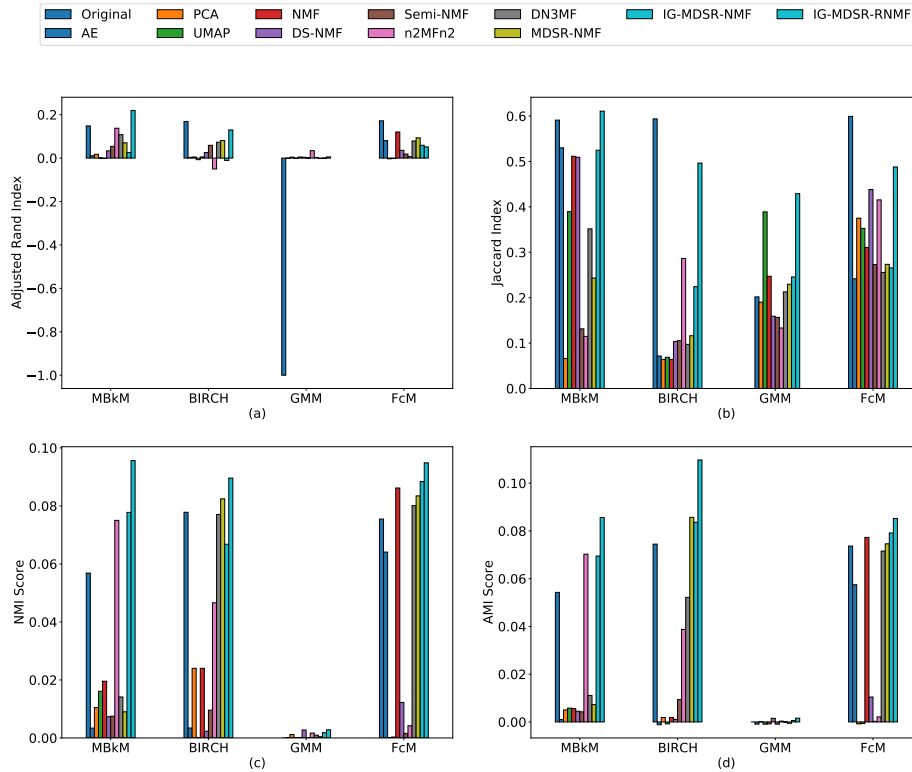 Original PCA NMF Semi-NMF DN3MF IG-MDSR-NMF IG-MDSR-RNMF
AE UMAP DS-NMF n2MFn2 MDSR-NMF
0.2
0.0
−0.2
−0.4
−0.6
−0.8
−1.0
Adjusted Rand Index
MBkM BIRCH GMM FcM
(a)
0.6
0.5
0.4
0.3
0.2
0.1
0.0
Jaccard Index
MBkM BIRCH GMM FcM
(b)
0.10
0.08
0.06
0.04
0.02
0.00
NMI Score
MBkM BIRCH GMM FcM
(c)
0.10
0.08
0.06
0.04
0.02
0.00
AMI Score
MBkM BIRCH GMM FcM
(d)